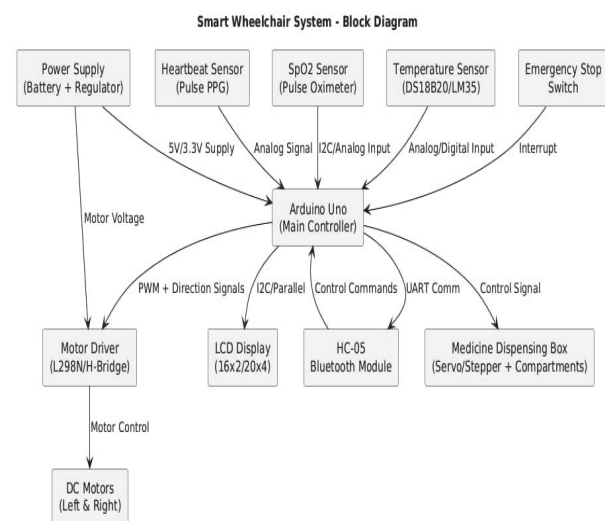 Smart Wheelchair System - Block Diagram
Power Supply
(Battery + Regulator)
Heartbeat Sensor
(Pulse PPG)
SpO2 Sensor
(Pulse Oximeter)
Temperature Sensor
(DS18B20/LM35)
Emergency Stop
Switch
5V/3.3V Supply
Analog Signal
I2C/Analog Input
Analog/Digital Input
Interrupt
Arduino Uno
(Main Controller)
Motor Voltage
PWM + Direction Signals
I2C/Parallel
Control Commands
UART Comm
Control Signal
Motor Driver
(L298N/H-Bridge)
LCD Display
(16x2/20x4)
HC-05
Bluetooth Module
Medicine Dispensing Box
(Servo/Stepper + Compartments)
Motor Control
DC Motors
(Left & Right)